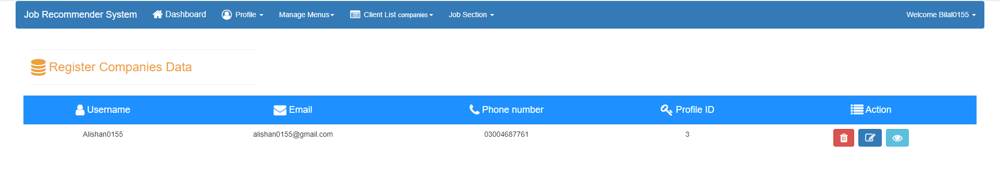 Job Recommender System Dashboard Profile Manage Menus Client List companies Job Section Welcome Bilal0155
Register Companies Data
Username Email Phone number Profile ID Action
Alishan0155 alishan0155@gmail.com 03004687761 3